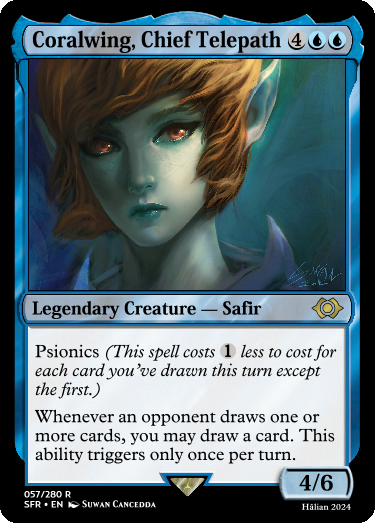 Coralwing, Chief Telepath 4
Legendary Creature — Safir
Psionics (This spell costs 1 less to cost for
each card you've drawn this turn except
the first.)
Whenever an opponent draws one or
more cards, you may draw a card. This
ability triggers only once per turn.
4/6
057/280 R
SFR • EN Suwan Cancedda
Hālian 2024